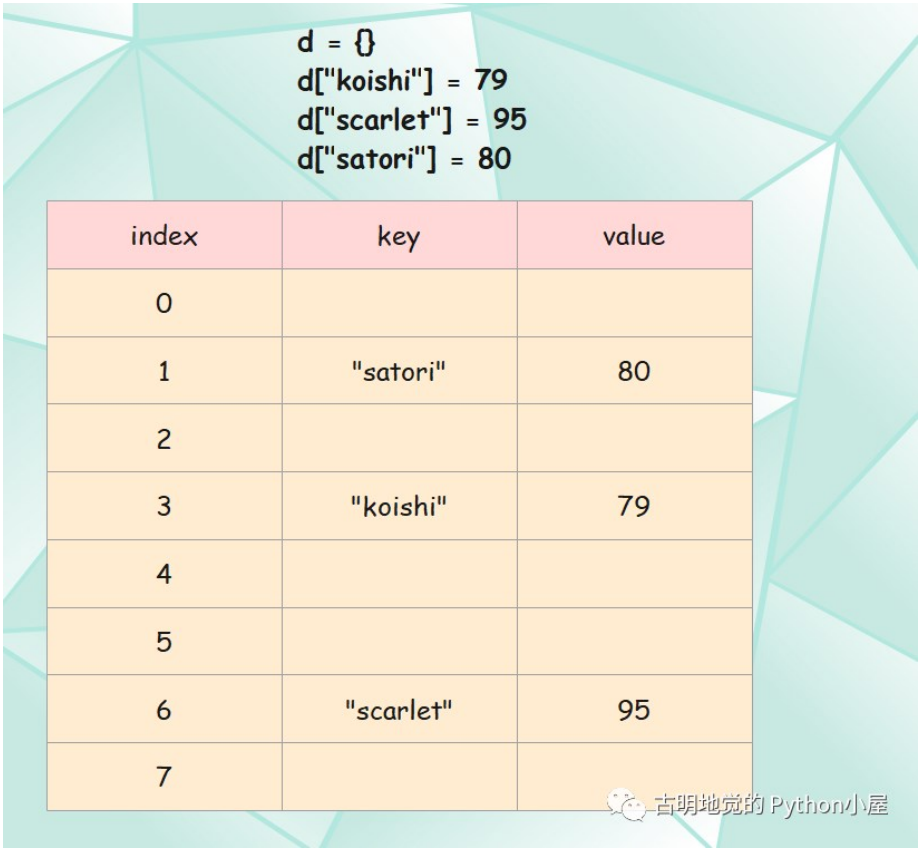 d = {}
d["koishi"] = 79
d["scarlet"] = 95
d["satori"] = 80
index key value
0
1 "satori" 80
2
3 "koishi" 79
4
5
6 "scarlet" 95
7
古明地觉的 Python小屋